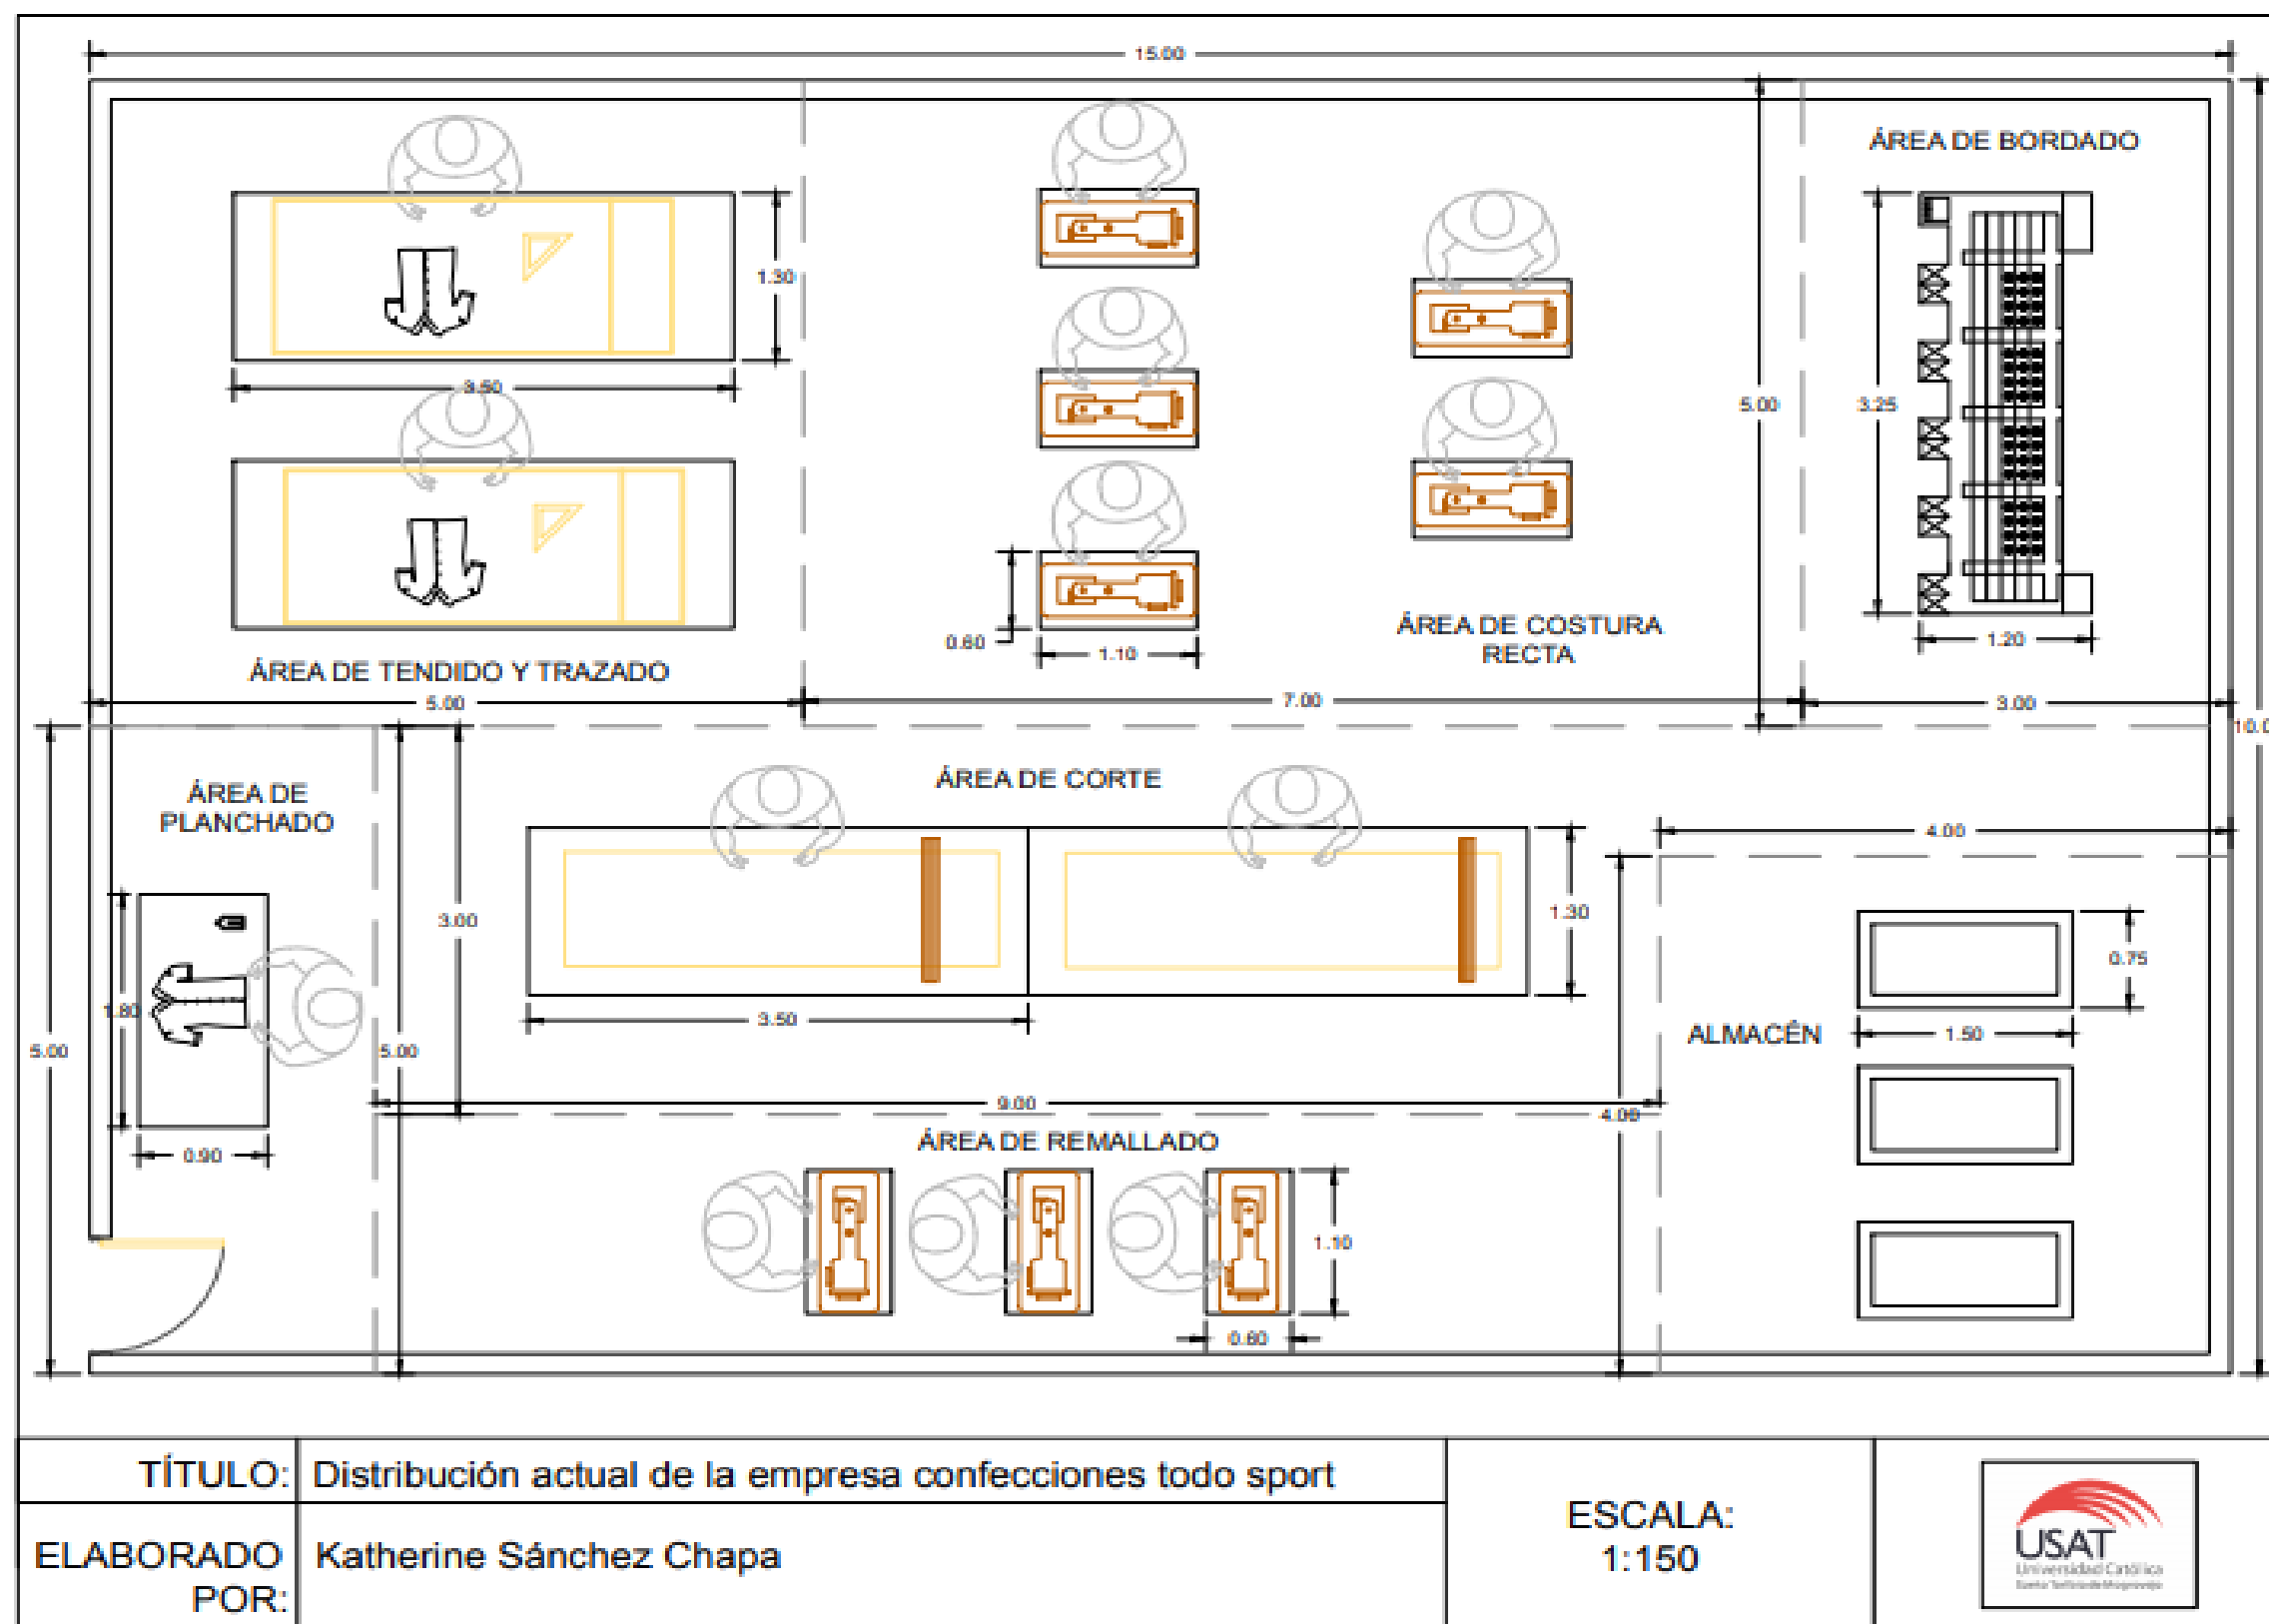 15.00
ÁREA DE BORDADO
1.30
3.50
5.00
3.25
0.60
1.10
ÁREA DE COSTURA
RECTA
1.20
ÁREA DE TENDIDO Y TRAZADO
5.00
7.00
3.00
ÁREA DE CORTE
ÁREA DE
PLANCHADO
4.00
3.00
1.30
0.75
1.80
3.50
ALMACÉN
1.50
5.00
5.00
9.00
4.00
ÁREA DE REMALLADO
0.90
1.10
0.60
TÍTULO: Distribución actual de la empresa confecciones todo sport
ELABORADO
POR:
Katherine Sánchez Chapa
ESCALA:
1:150
USAT
Universidad Católica